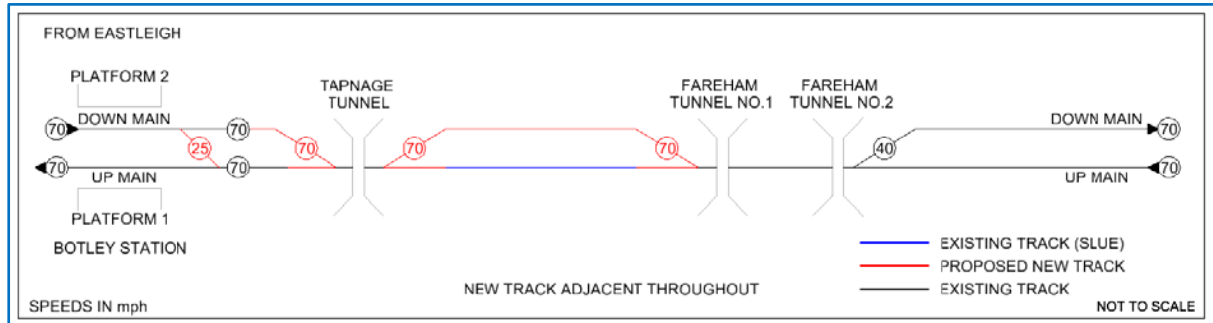 FROM EASTLEIGH
PLATFORM 2
TAPNAGE
TUNNEL
FAREHAM
TUNNEL NO.1
FAREHAM
TUNNEL NO.2
70
DOWN MAIN
70
DOWN MAIN
70
25
70
70
70
40
70
UP MAIN
70
UP MAIN
70
PLATFORM 1
BOTLEY STATION
EXISTING TRACK (SLUE)
PROPOSED NEW TRACK
EXISTING TRACK
NEW TRACK ADJACENT THROUGHOUT
SPEEDS IN mph
NOT TO SCALE